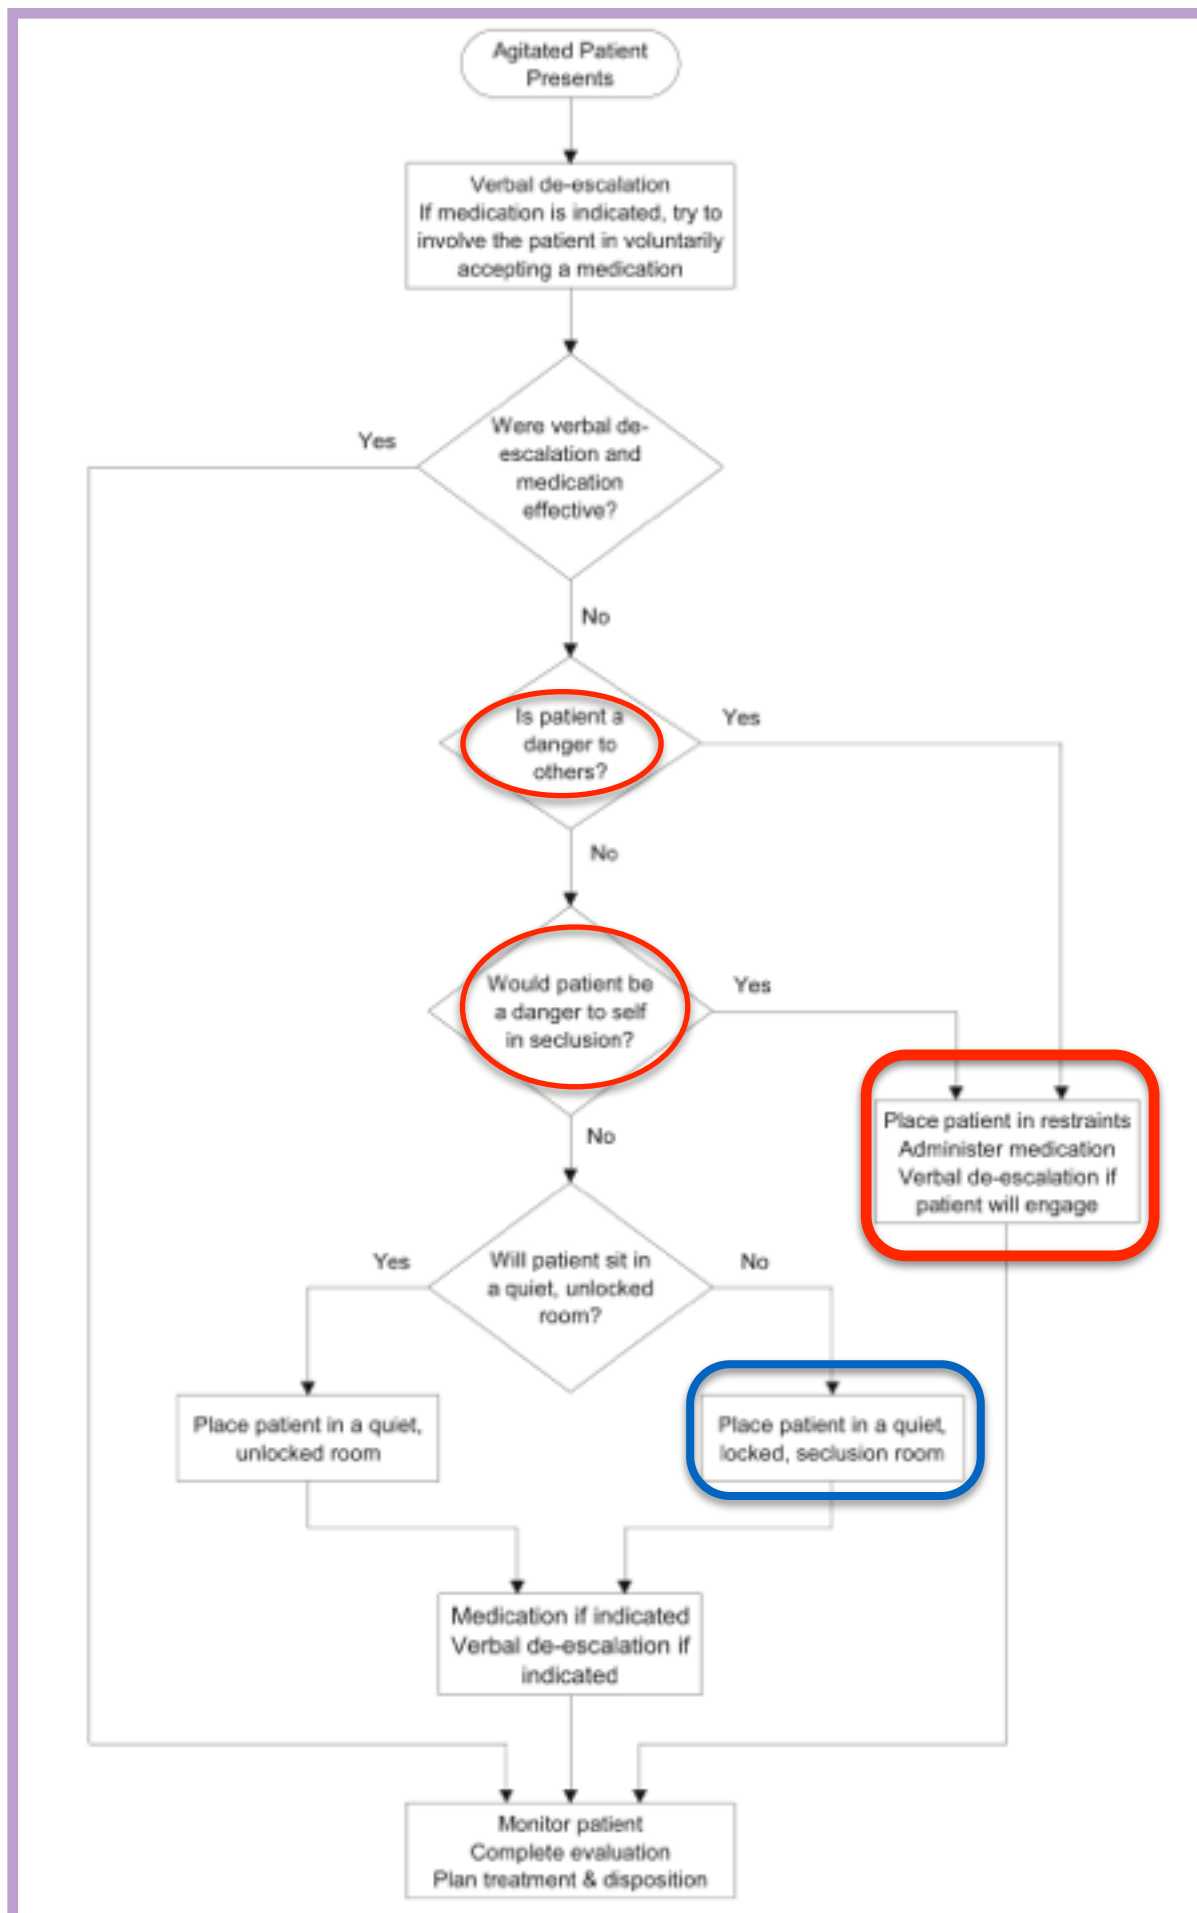 Agitated Patient
Presents
Verbal de-escalation
If medication is indicated, try to
involve the patient in voluntarily
accepting a medication
Were verbal de-
escalation and
medication
effective?
Yes
No
Is patient a
danger to
others?
Yes
No
Would patient be
a danger to self
in seclusion?
Yes
No
Place patient in restraints
Administer medication
Verbal de-escalation if
patient will engage
Will patient sit in
a quiet, unlocked
room?
Yes
No
Place patient in a quiet,
unlocked room
Place patient in a quiet,
locked, seclusion room
Medication if indicated
Verbal de-escalation if
indicated
Monitor patient
Complete evaluation
Plan treatment & disposition